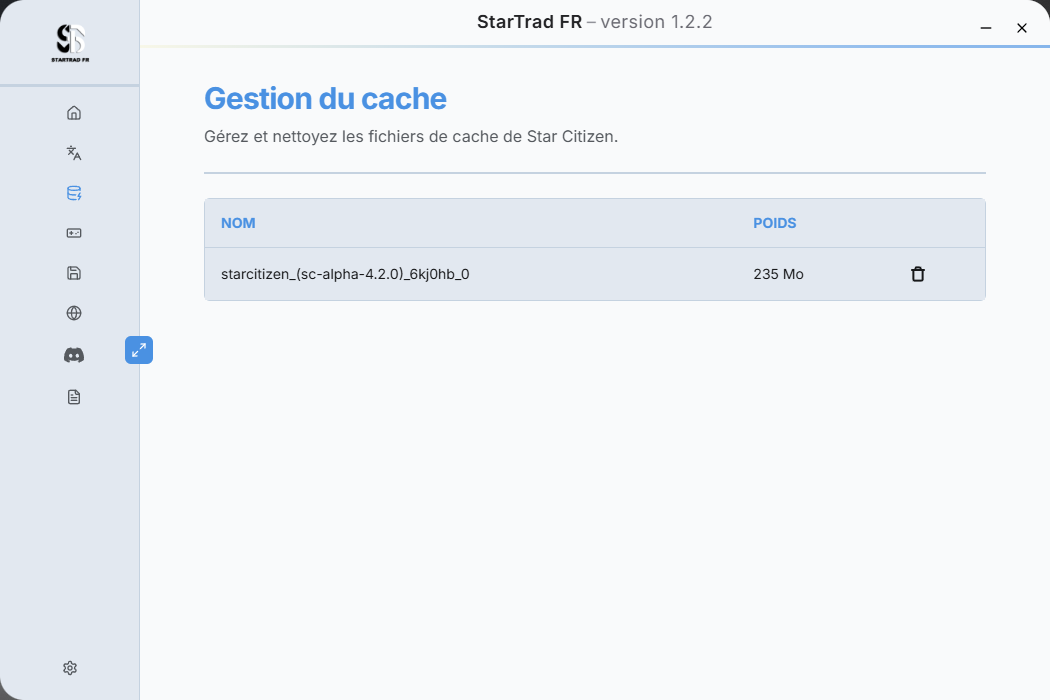 StarTrad FR – version 1.2.2
STARTRAD FR
Gestion du cache
Gérez et nettoyez les fichiers de cache de Star Citizen.
NOM POIDS
starcitizen_(sc-alpha-4.2.0)_6kj0hb_0 235 Mo